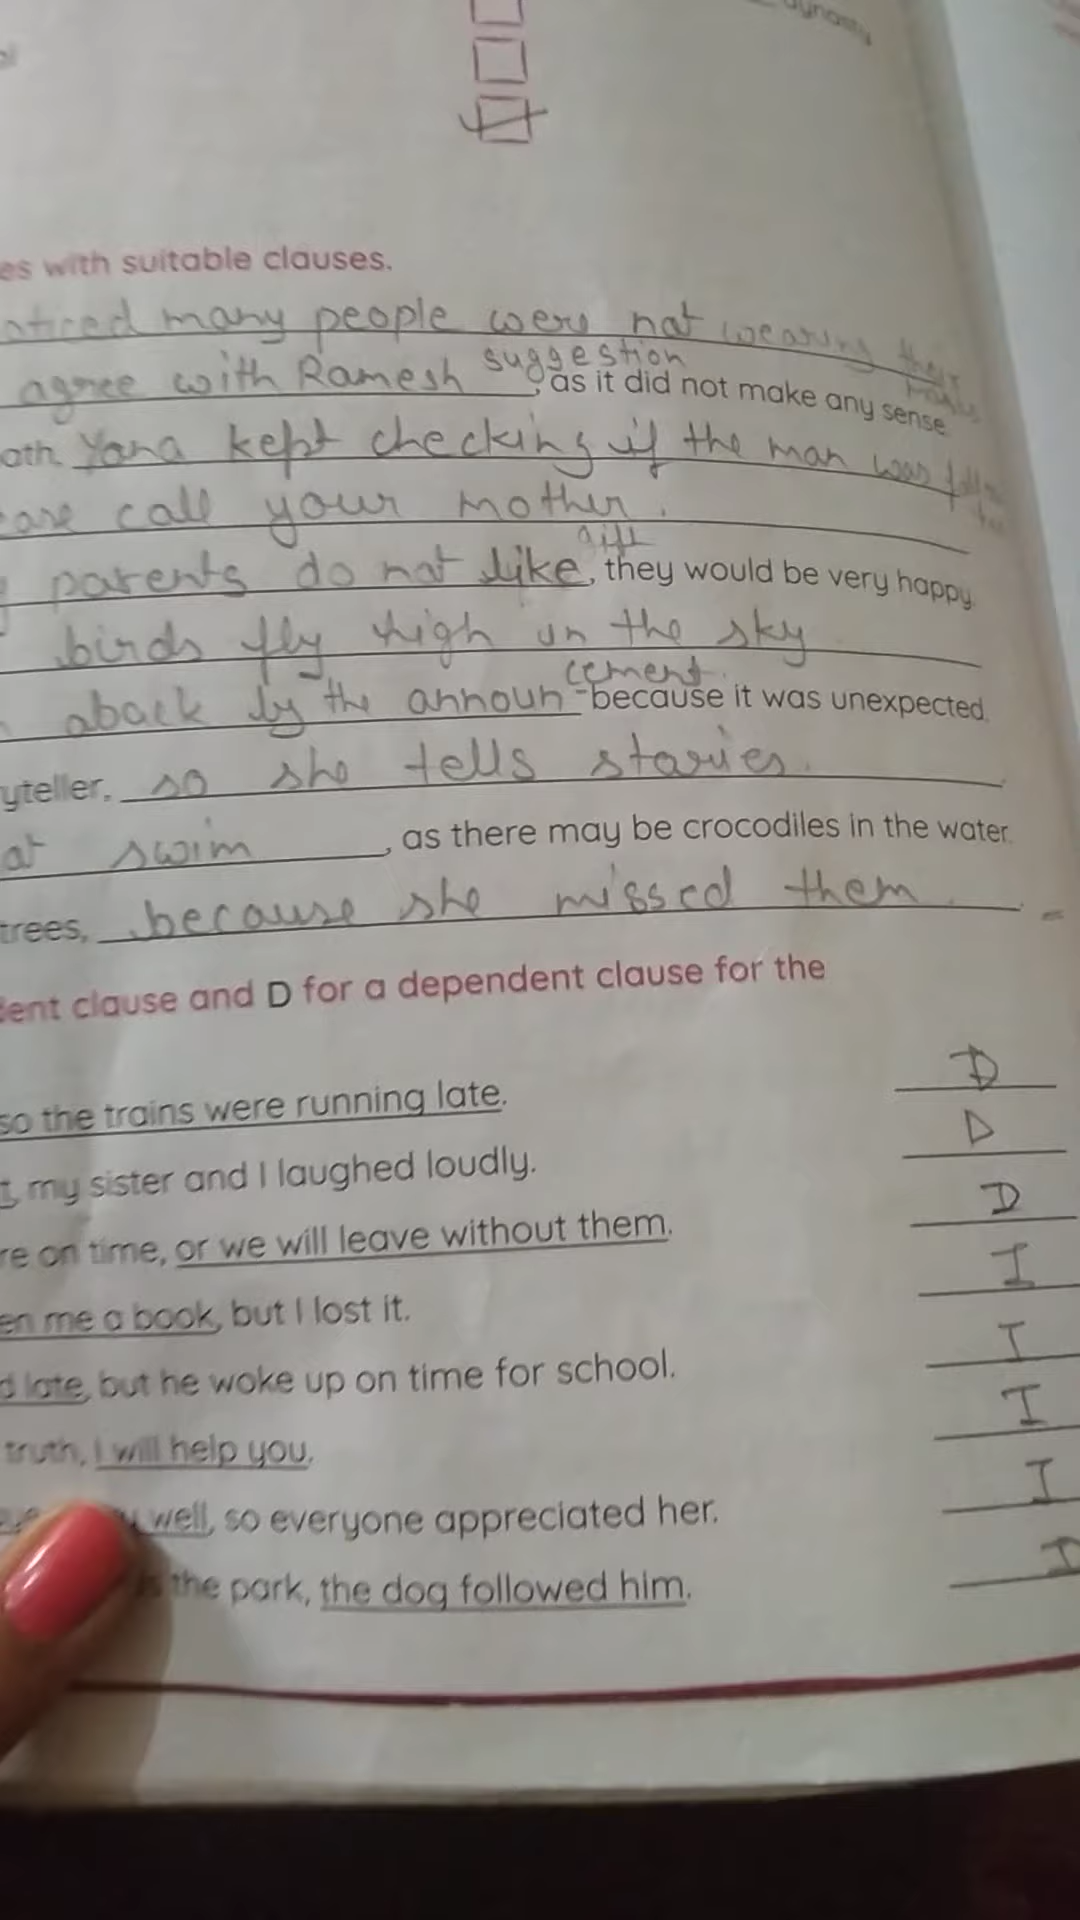 dynasty
es with suitable clauses.
many people were not wearing their
suggestion
agree with Ramesh, as it did not make any sense
oth, Yana kept checking if the man was
call your mother.
gift
parents do not like, they would be very happy.
birds fly high in the sky
cement
aback by the announ-because it was unexpected.
yteller, so she tells stories.
swim, as there may be crocodiles in the water.
trees, because she missed them.
dent clause and D for a dependent clause for the
so the trains were running late. D
t, my sister and I laughed loudly. D
re on time, or we will leave without them. D
en me a book, but I lost it. I
d late, but he woke up on time for school. I
truth, I will help you. I
well, so everyone appreciated her. I
the park, the dog followed him. I